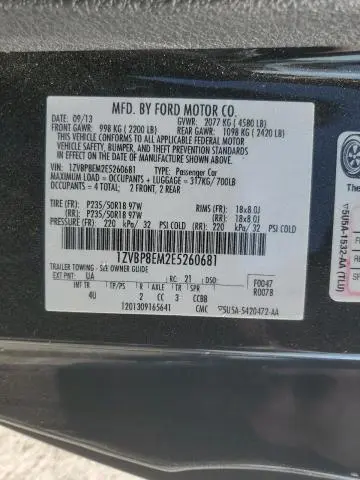 MFD. BY FORD MOTOR CO.
DATE: 09/13 GVWR: 2077 KG ( 4580 LB)
FRONT GAWR: 998 KG ( 2200 LB) REAR GAWR: 1098 KG ( 2420 LB)
THIS VEHICLE CONFORMS TO ALL APPLICABLE FEDERAL MOTOR
VEHICLE SAFETY, BUMPER, AND THEFT PREVENTION STANDARDS
IN EFFECT ON THE DATE OF MANUFACTURE SHOWN ABOVE.
VEH IDENT NO: 1ZVBP8EM2E5260681 TYPE: Passenger Car
MAXIMUM LOAD = OCCUPANTS + LUGGAGE = 317KG/700LB
OCCUPANTS = 4 TOTAL; 2 FRONT, 2 REAR
TIRE (FR): P235/50R18 97W RIMS (FR): 18x8.0J
(RR): P235/50R18 97W (RR): 18x8.0J
PRESSURE (FR): 220 kPa/ 32 PSI COLD (RR): 220 kPa/ 32 PSI COLD
1ZVBP8EM2E5260681
TRAILER TOWING - SEE OWNER GUIDE
EXT PNT: UA RC: 21 DSO: F0047
INT TR TP/PS R AXLE TR SPR R0078
4U 2 CC 3 CCBB
1201309165641 CMC 5U5A-5420472-AA
The
5U5A-1532-AA (TLU)